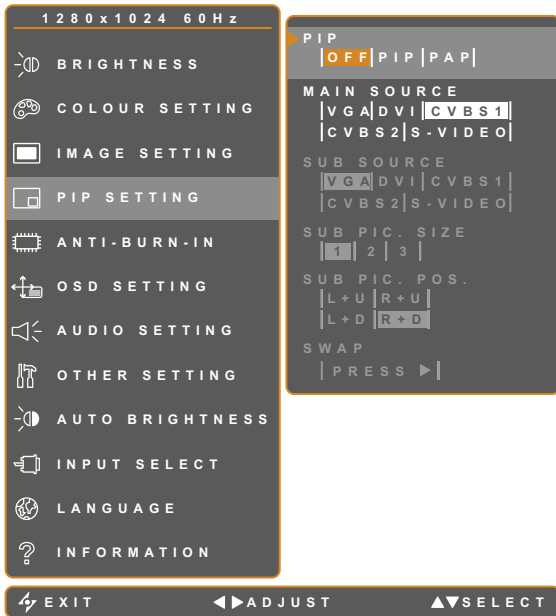 1280x1024 60Hz
BRIGHTNESS
COLOUR SETTING
IMAGE SETTING
PIP SETTING
ANTI-BURN-IN
OSD SETTING
AUDIO SETTING
OTHER SETTING
AUTO BRIGHTNESS
INPUT SELECT
LANGUAGE
INFORMATION
PIP
OFF PIP PAP
MAIN SOURCE
VGA DVI CVBS1
CVBS2 S-VIDEO
SUB SOURCE
VGA DVI CVBS1
CVBS2 S-VIDEO
SUB PIC. SIZE
1 2 3
SUB PIC. POS.
L+U R+U
L+D R+D
SWAP
PRESS ▶
EXIT ◀▶ADJUST ▲▼SELECT